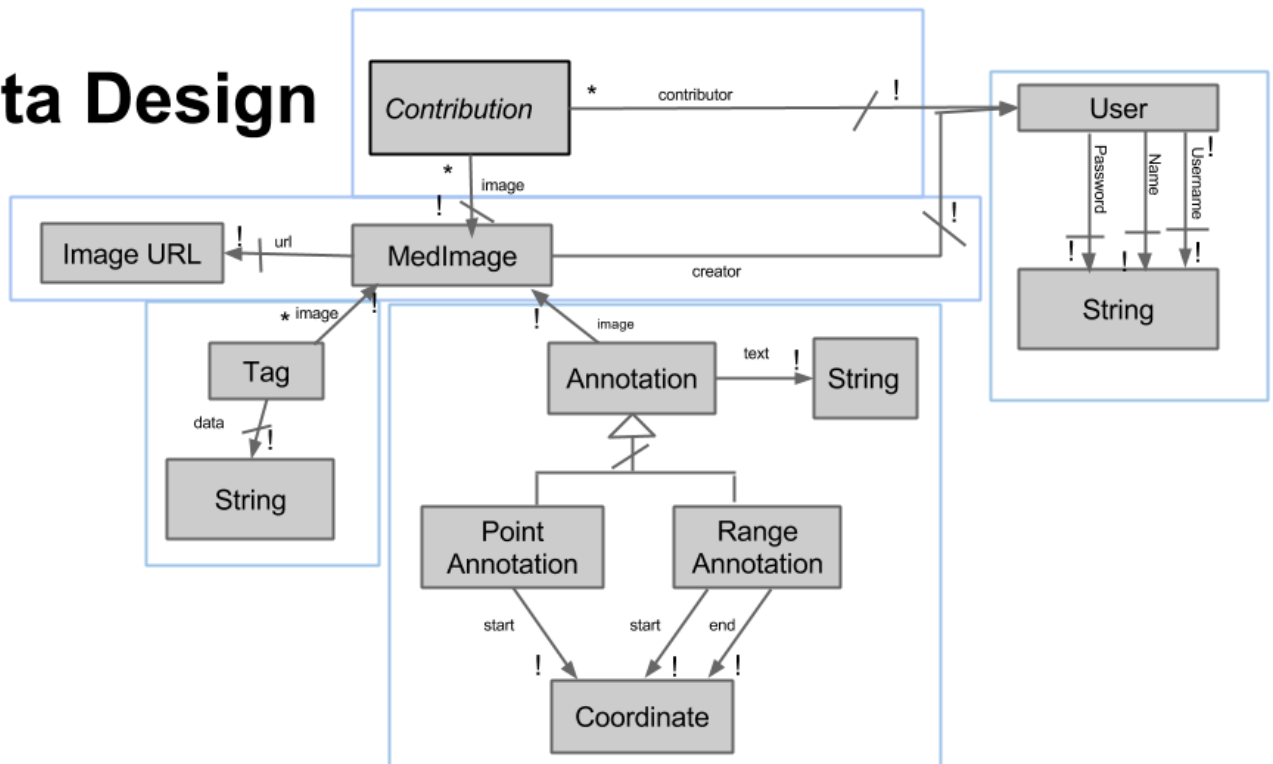 ta Design
Contribution
*
contributor
!
User
Password
Name
Username
!
*
image
!
Image URL
!
url
MedImage
creator
!
!
!
!
String
* image
!
Tag
data
!
String
!
image
Annotation
text
!
String
Point
Annotation
Range
Annotation
start
!
start
!
end
!
Coordinate